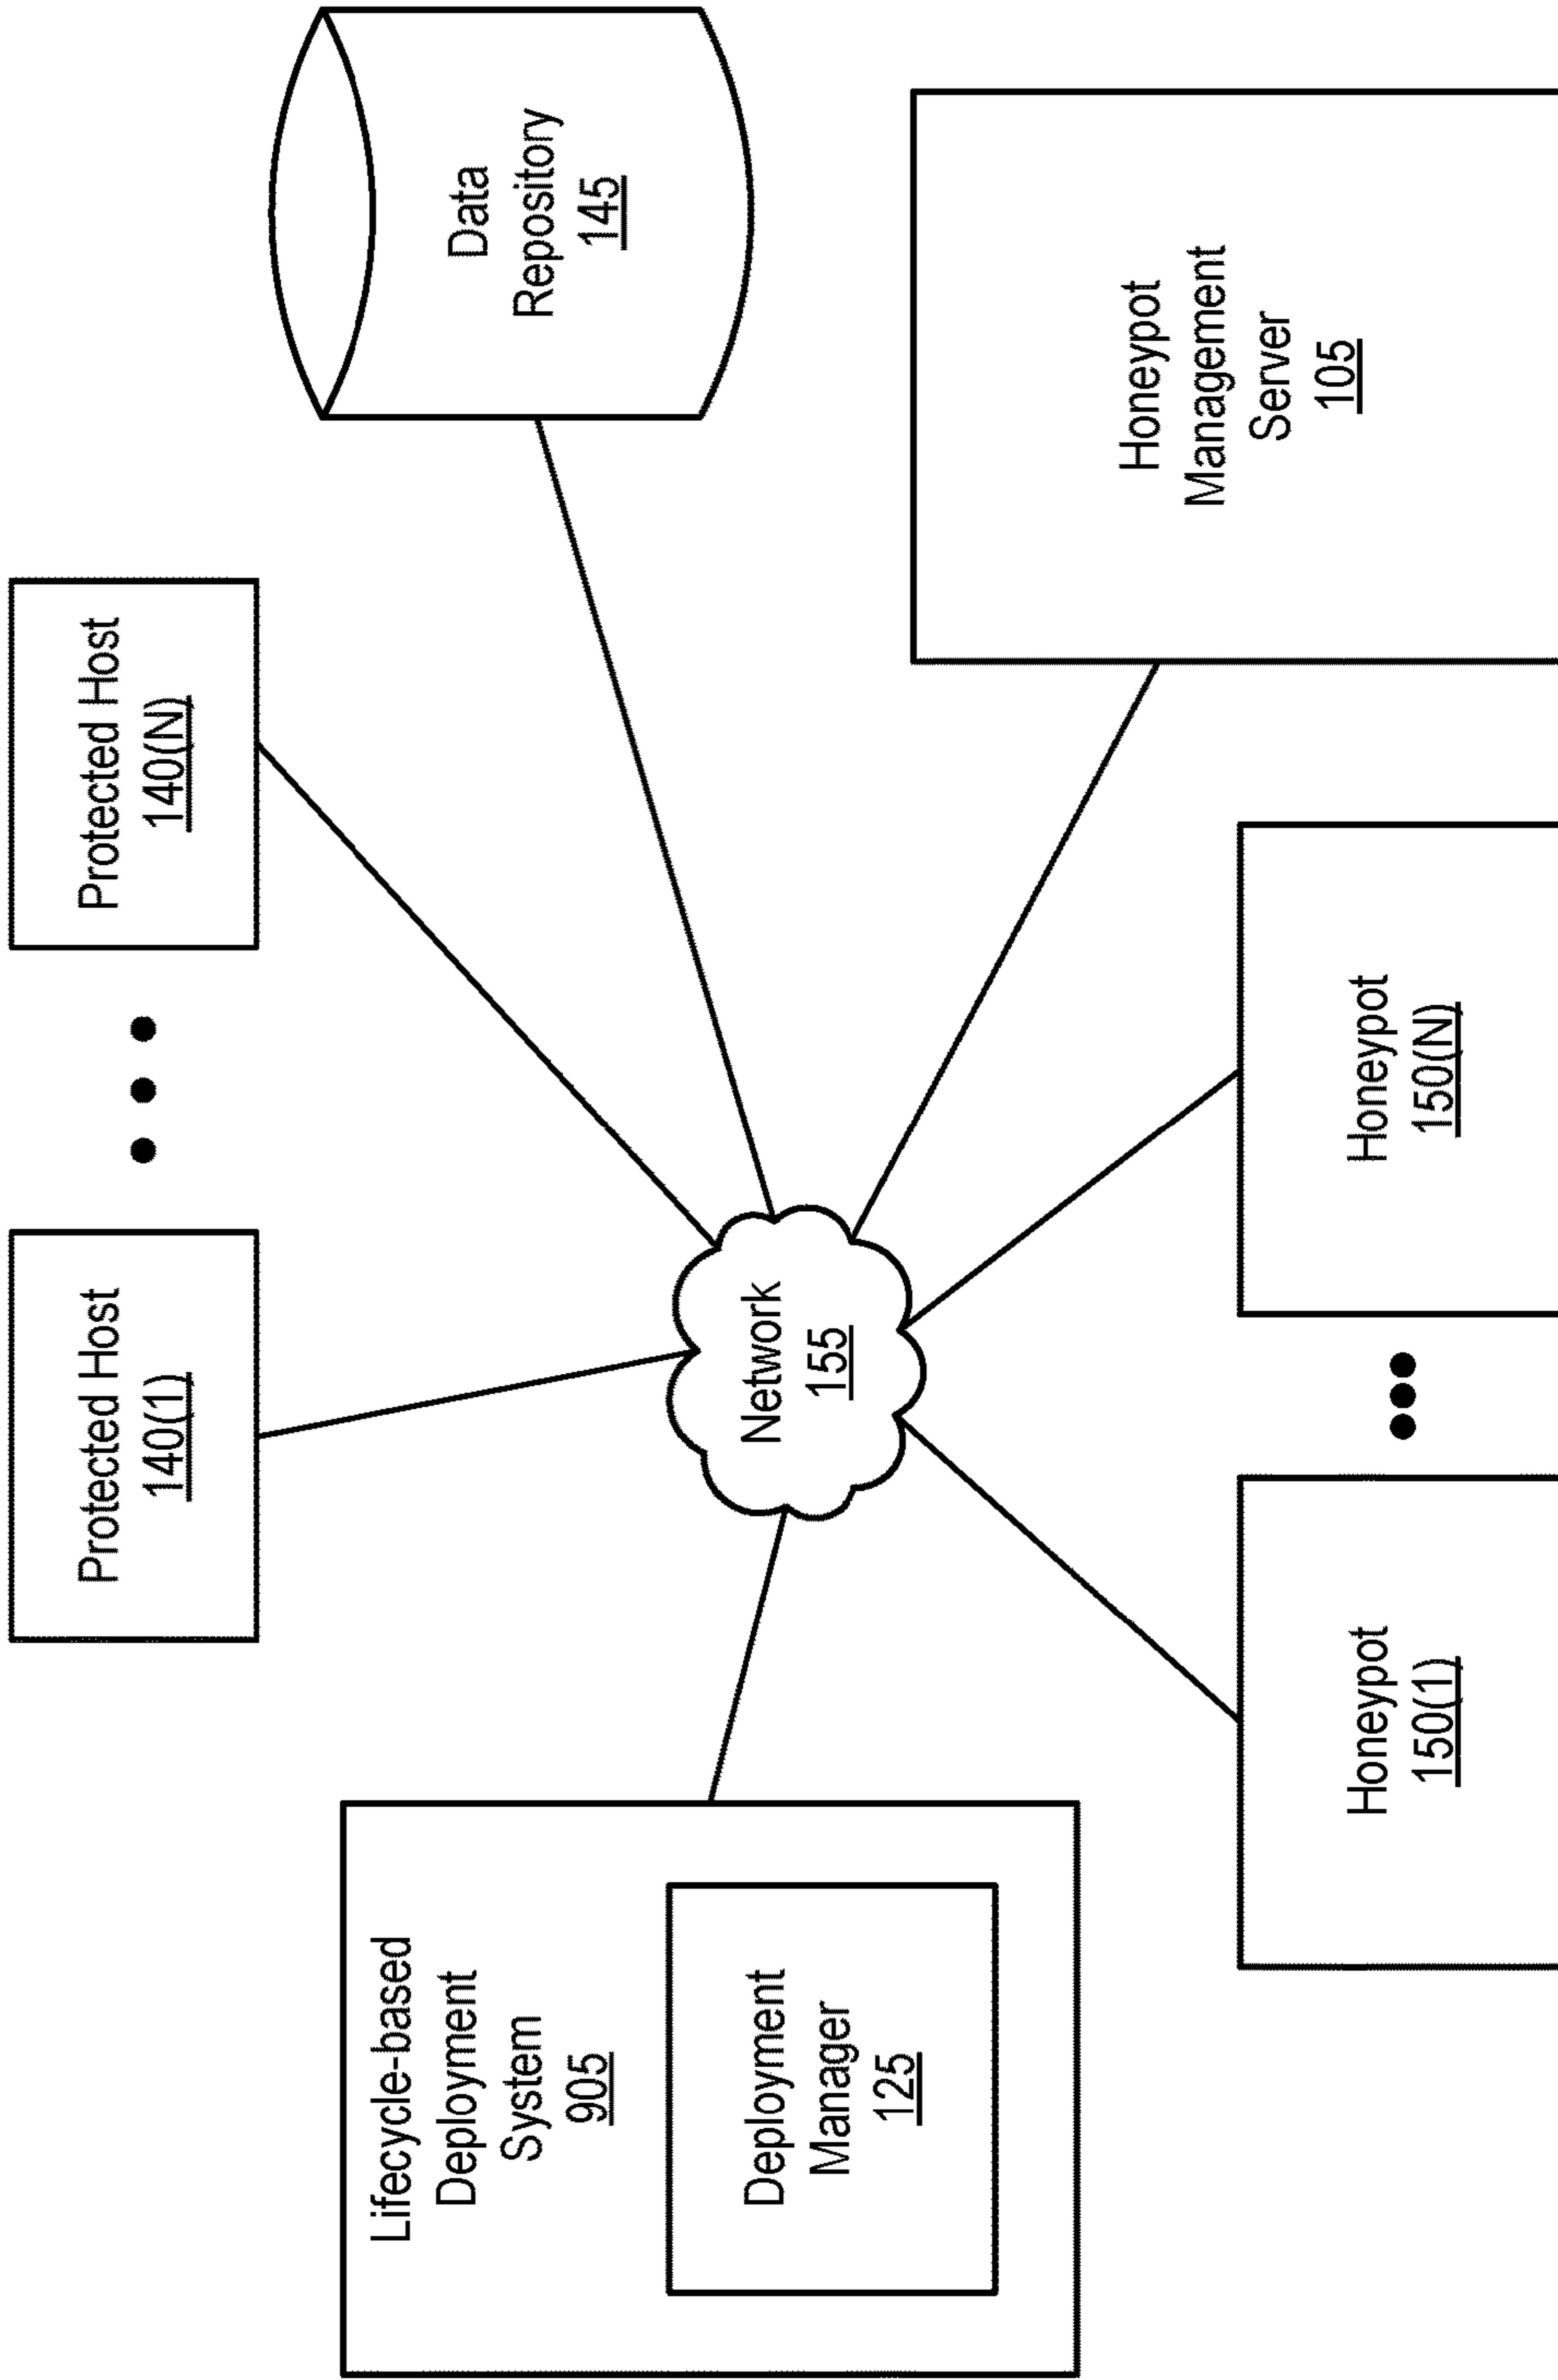 Protected Host
140(1)
Protected Host
140(N)
Data
Repository
145
Lifecycle-based
Deployment
System
905
Deployment
Manager
125
Network
155
Honeypot
Management
Server
105
Honeypot
150(1)
Honeypot
150(N)